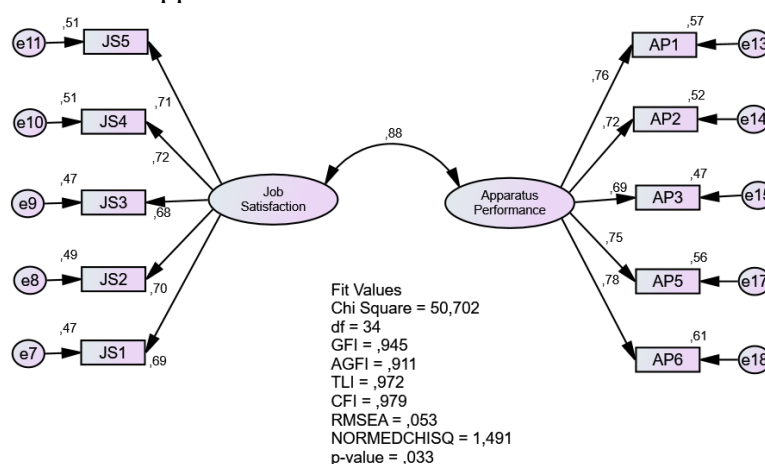 ,51
e11
JS5
,51
e10
JS4
,47
e9
JS3
,49
e8
JS2
,47
e7
JS1
,71
,72
,68
,70
,69
Job
Satisfaction
,88
Apparatus
Performance
,76
,72
,69
,75
,78
,57
AP1
e13
,52
AP2
e14
,47
AP3
e15
,56
AP5
e17
,61
AP6
e18
Fit Values
Chi Square = 50,702
df = 34
GFI = ,945
AGFI = ,911
TLI = ,972
CFI = ,979
RMSEA = ,053
NORMEDCHISQ = 1,491
p-value = ,033